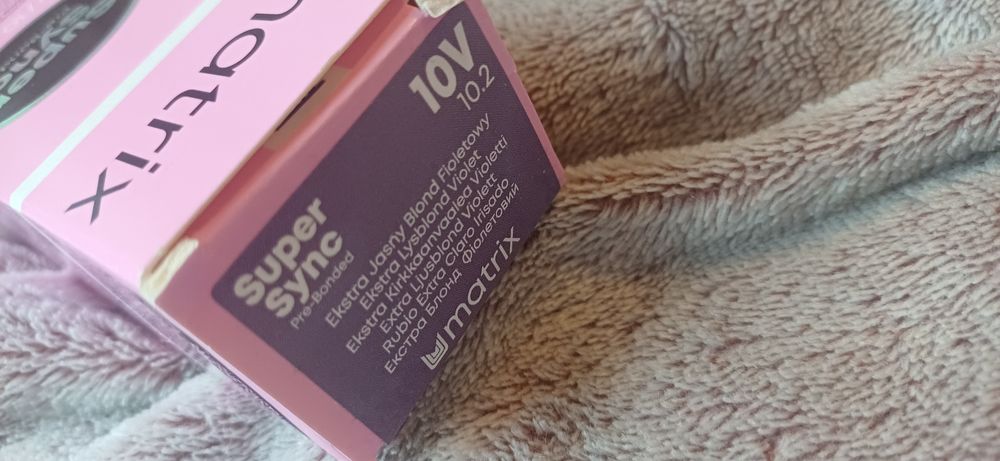 matrix
Super
Sync
Pre-Bonded
10V
10.2
Ekstra Jasny Blond Fioletowy
Ekstra Lysblond Violet
Ekstra Kirkkaanvaalea Violetti
Extra Ljusblond Violett
Rubio Extra Claro Irisado
Екстра Блонд Фіолетовий
matrix